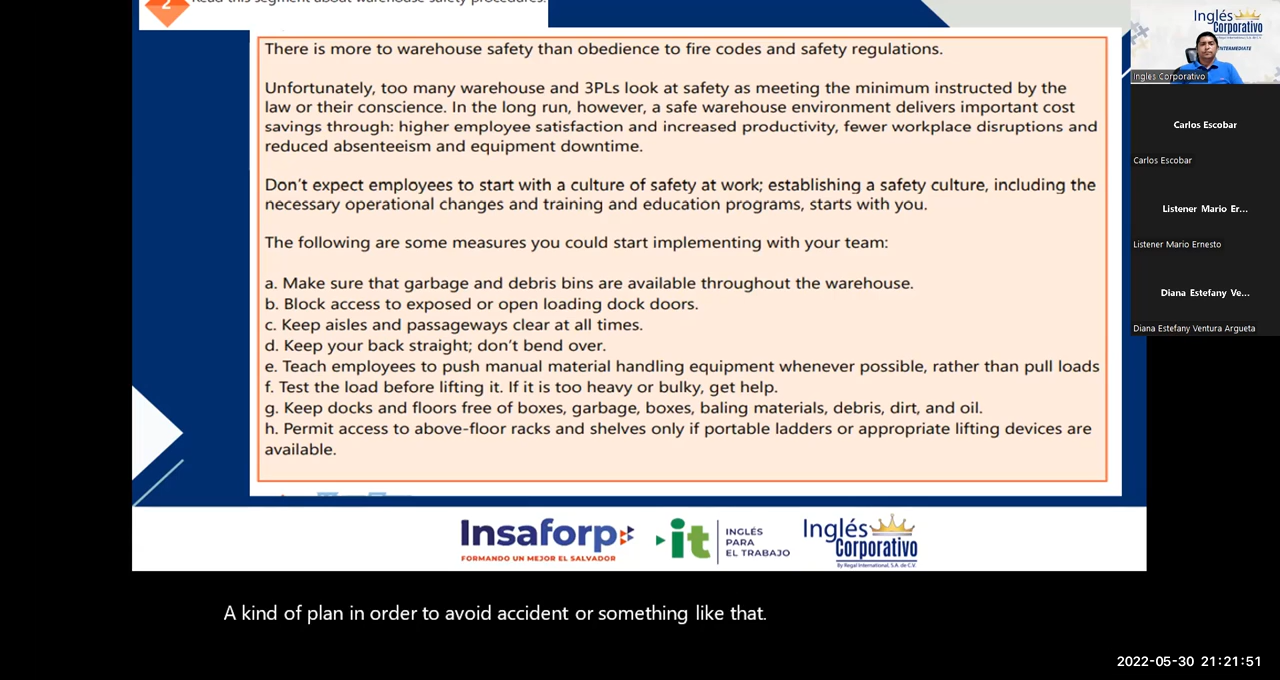 2
Read this segment about warehouse safety procedures.
There is more to warehouse safety than obedience to fire codes and safety regulations.
Unfortunately, too many warehouse and 3PLs look at safety as meeting the minimum instructed by the
law or their conscience. In the long run, however, a safe warehouse environment delivers important cost
savings through: higher employee satisfaction and increased productivity, fewer workplace disruptions and
reduced absenteeism and equipment downtime.
Don't expect employees to start with a culture of safety at work; establishing a safety culture, including the
necessary operational changes and training and education programs, starts with you.
The following are some measures you could start implementing with your team:
a. Make sure that garbage and debris bins are available throughout the warehouse.
b. Block access to exposed or open loading dock doors.
c. Keep aisles and passageways clear at all times.
d. Keep your back straight; don't bend over.
e. Teach employees to push manual material handling equipment whenever possible, rather than pull loads
f. Test the load before lifting it. If it is too heavy or bulky, get help.
g. Keep docks and floors free of boxes, garbage, boxes, baling materials, debris, dirt, and oil.
h. Permit access to above-floor racks and shelves only if portable ladders or appropriate lifting devices are
available.
Insaforp
FORMANDO UN MEJOR EL SALVADOR
it
INGLÉS
PARA
EL TRABAJO
Inglés
Corporativo
By Regal International, S.A. de C.V.
Inglés
Corporativo
INTERMEDIATE
Ingles Corporativo
Carlos Escobar
Carlos Escobar
Listener Mario Er...
Listener Mario Ernesto
Diana Estefany Ve...
Diana Estefany Ventura Argueta
A kind of plan in order to avoid accident or something like that.
2022-05-30 21:21:51